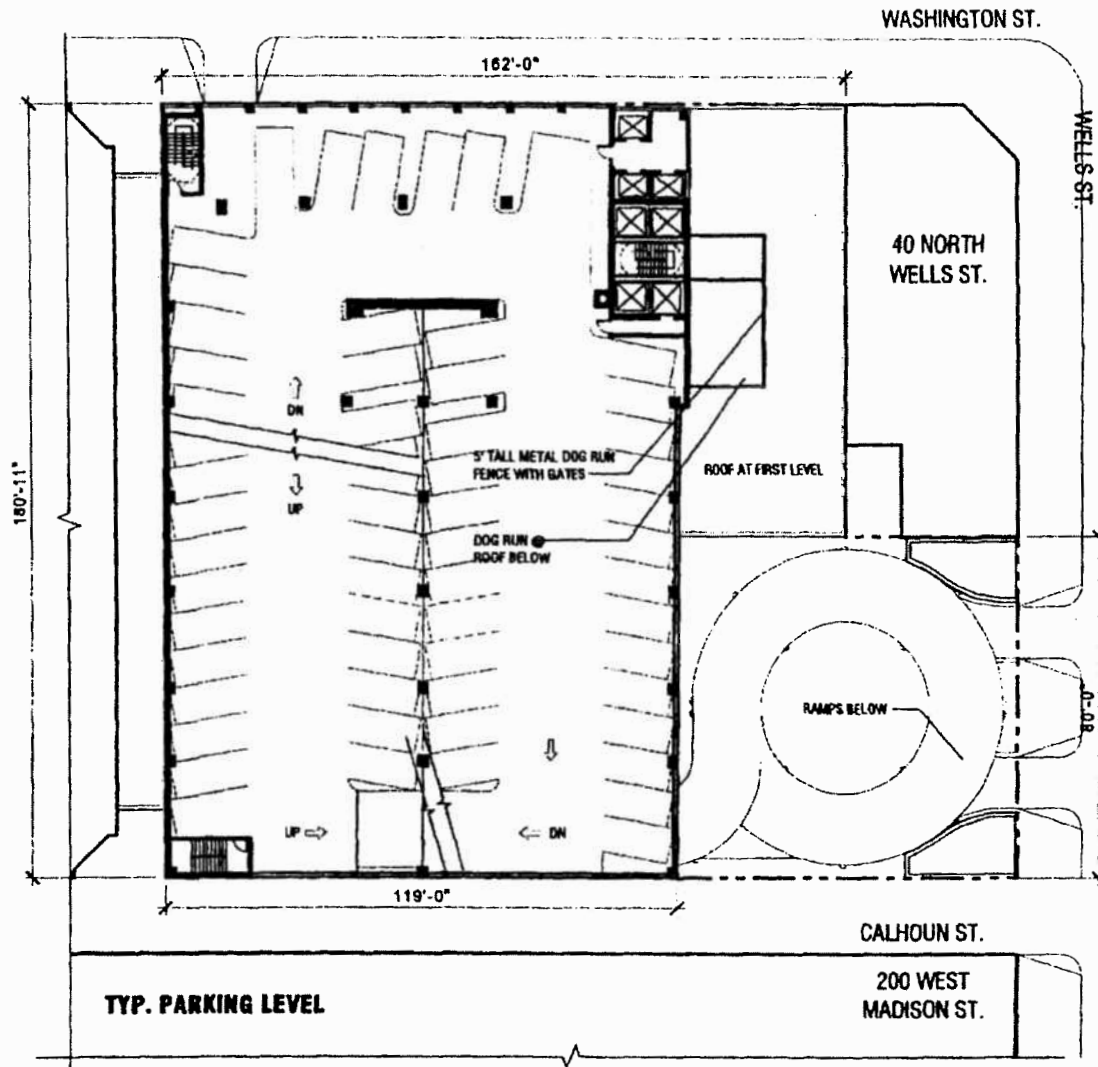 WASHINGTON ST.
162'-0"
WELLS ST.
40 NORTH
WELLS ST.
180'-11"
DN
UP
5' TALL METAL DOG RUN
FENCE WITH GATES
ROOF AT FIRST LEVEL
DOG RUN @
ROOF BELOW
RAMPS BELOW
80'-0"
UP
DN
119'-0"
CALHOUN ST.
TYP. PARKING LEVEL
200 WEST
MADISON ST.